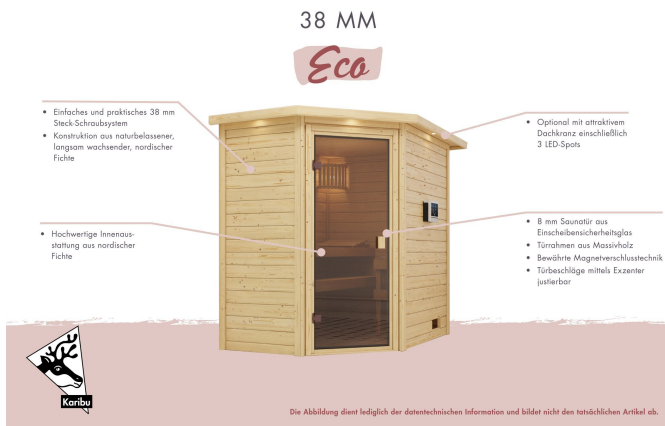 38 MM
Eco
• Einfaches und praktisches 38 mm
Steck-Schraubsystem
• Konstruktion aus naturbelassener,
langsam wachsender, nordischer
Fichte
• Optional mit attraktivem
Dachkranz einschließlich
3 LED-Spots
• Hochwertige Innenaus-
stattung aus nordischer
Fichte
• 8 mm Saunatür aus
Einscheibensicherheitsglas
• Türrahmen aus Massivholz
• Bewährte Magnetverschlusstechnik
• Türbeschläge mittels Exzenter
justierbar
Karibu
Die Abbildung dient lediglich der datentechnischen Information und bildet nicht den tatsächlichen Artikel ab.